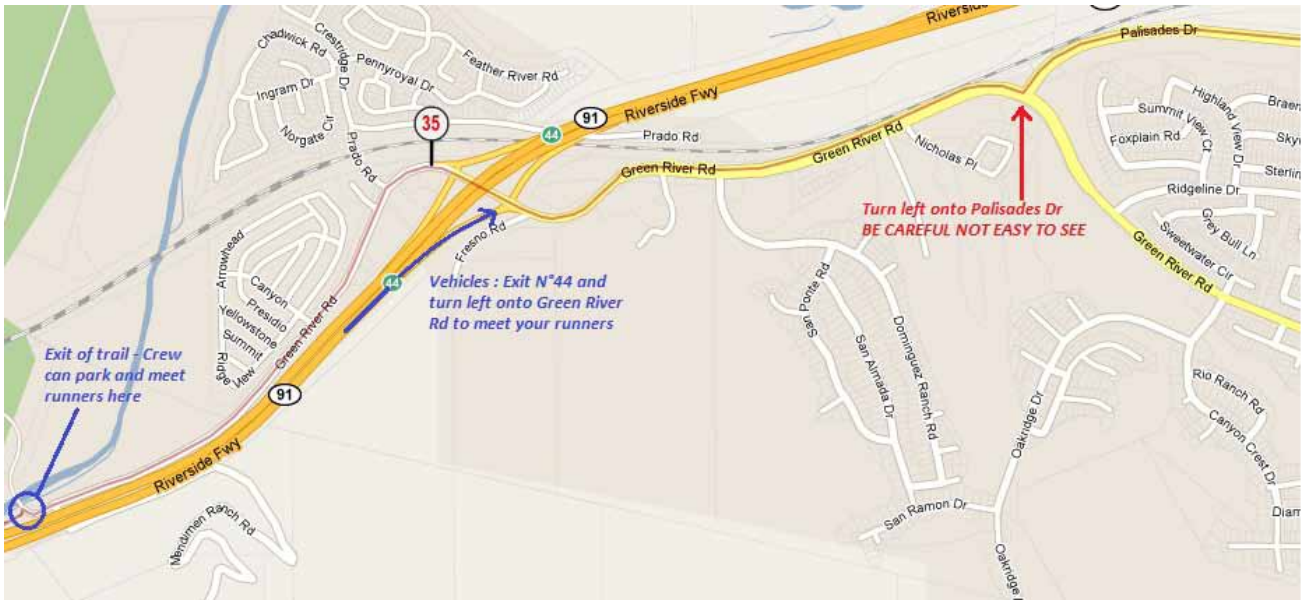 Riverside
Palisades Dr
Chadwick Rd
Crestridge Dr
Pennyroyal Dr
Feather River Rd
Ingram Dr
Norgate Cir
35
Riverside Fwy
91
44
Prado Rd
Prado Rd
Green River Rd
Green River Rd
Nicholas Pl
Highland View Dr
Summit View Ct
Foxplain Rd
Braem
Sky
Sterlin
Ridgeline Dr
Grey Bull Ln
Sweetwater Cir
Green River Rd
Turn left onto Palisades Dr
BE CAREFUL NOT EASY TO SEE
Fresno Rd
44
Vehicles : Exit N°44 and
turn left onto Green River
Rd to meet your runners
Arrowhead
Canyon
Presidio
Yellowstone
Summit
New
Ridge
Green River Rd
91
Exit of trail - Crew
can park and meet
runners here
Riverside Fwy
Mendimen Ranch Rd
San Ponte Rd
San Almada Dr
Dominguez Ranch Rd
San Ramon Dr
Oakridge Dr
Oakridge
Rio Ranch Rd
Canyon Crest Dr
Diam